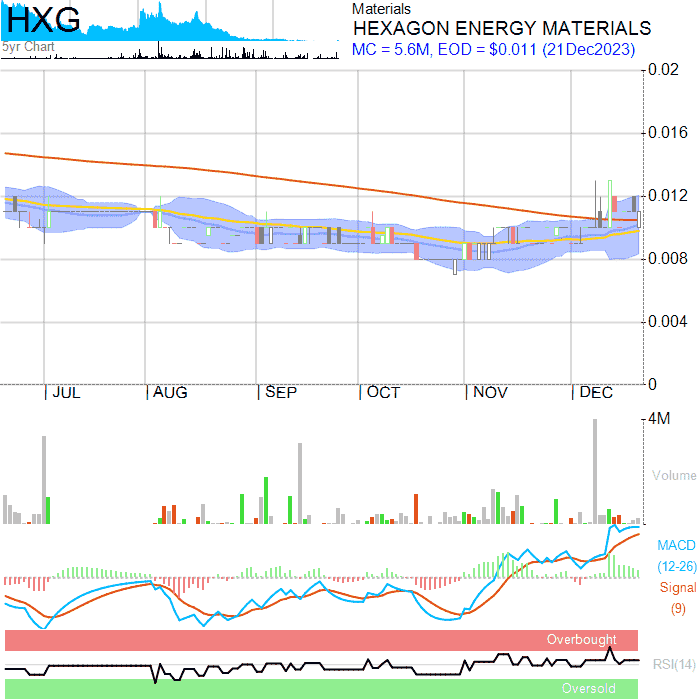 HXG
5yr Chart
Materials
HEXAGON ENERGY MATERIALS
MC = 5.6M, EOD = $0.011 (21Dec2023)
0.02
0.016
0.012
0.008
0.004
0
JUL AUG SEP OCT NOV DEC
4M
Volume
MACD
(12-26)
Signal
(9)
Overbought
RSI(14)
Oversold